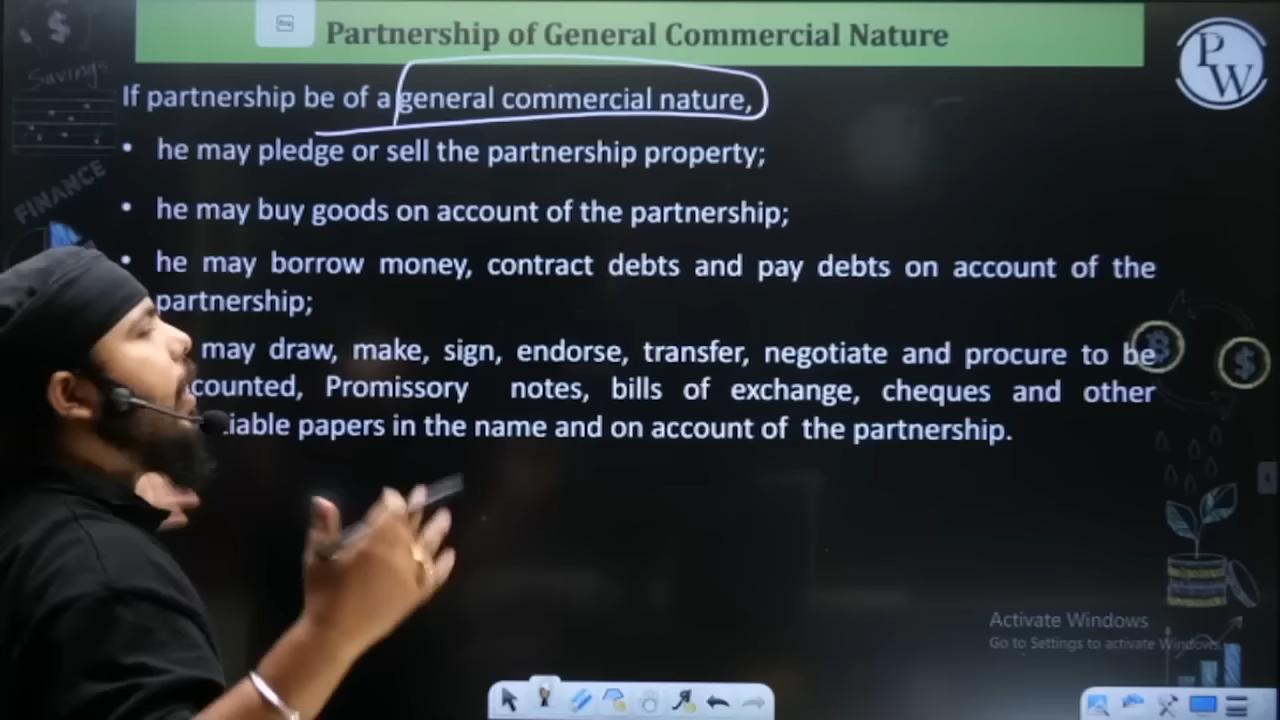 Partnership of General Commercial Nature
P
W
Savings
If partnership be of a general commercial nature,
• he may pledge or sell the partnership property;
FINANCE
• he may buy goods on account of the partnership;
• he may borrow money, contract debts and pay debts on account of the
partnership;
may draw, make, sign, endorse, transfer, negotiate and procure to be
counted, Promissory notes, bills of exchange, cheques and other
iable papers in the name and on account of the partnership.
Activate Windows
Go to Settings to activate Windows.